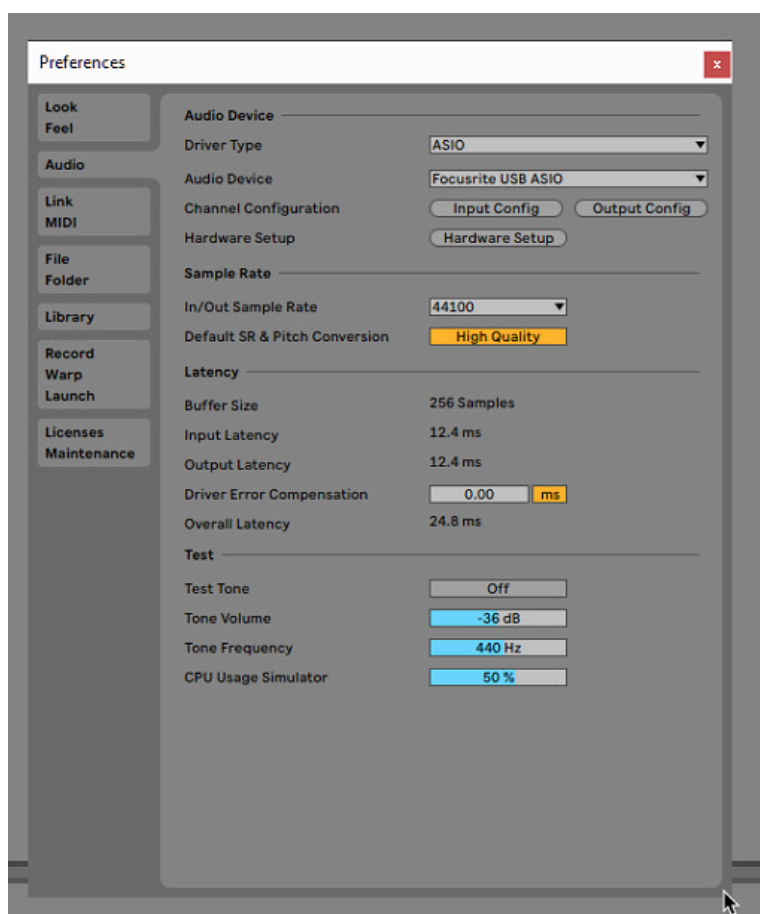 Preferences
x
Look
Feel
Audio
Link
MIDI
File
Folder
Library
Record
Warp
Launch
Licenses
Maintenance
Audio Device
Driver Type ASIO
Audio Device Focusrite USB ASIO
Channel Configuration Input Config Output Config
Hardware Setup Hardware Setup
Sample Rate
In/Out Sample Rate 44100
Default SR & Pitch Conversion High Quality
Latency
Buffer Size 256 Samples
Input Latency 12.4 ms
Output Latency 12.4 ms
Driver Error Compensation 0.00 ms
Overall Latency 24.8 ms
Test
Test Tone Off
Tone Volume -36 dB
Tone Frequency 440 Hz
CPU Usage Simulator 50 %